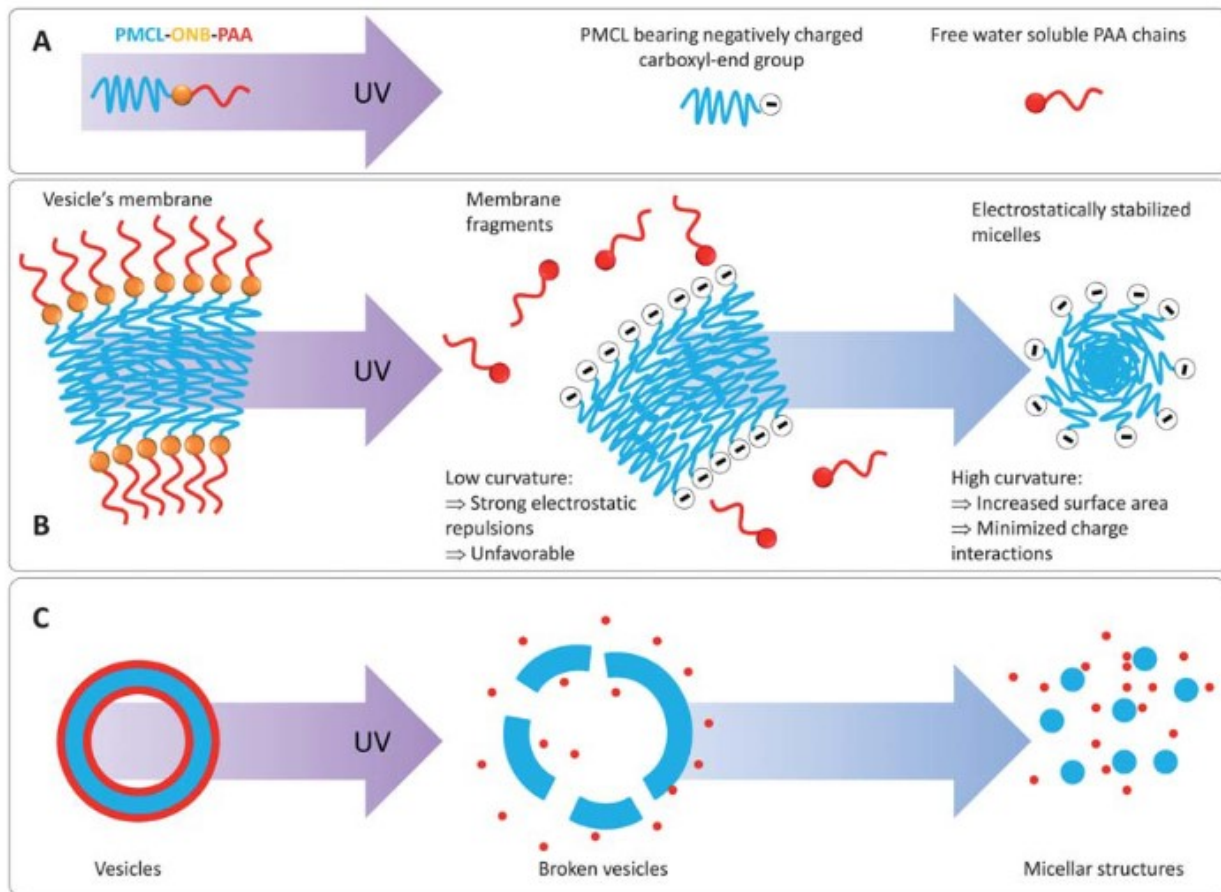 A
PMCL-ONB-PAA
UV
PMCL bearing negatively charged
carboxyl-end group
Free water soluble PAA chains
Vesicle's membrane
UV
Membrane
fragments
Electrostatically stabilized
micelles
Low curvature:
⇒ Strong electrostatic
repulsions
⇒ Unfavorable
High curvature:
⇒ Increased surface area
⇒ Minimized charge
interactions
B
C
UV
Vesicles
Broken vesicles
Micellar structures